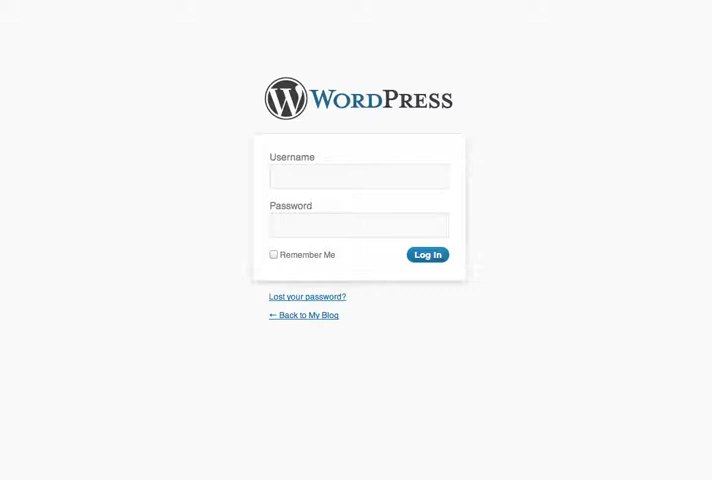 WORDPRESS
Username
Password
Remember Me
Log In
Lost your password?
← Back to My Blog